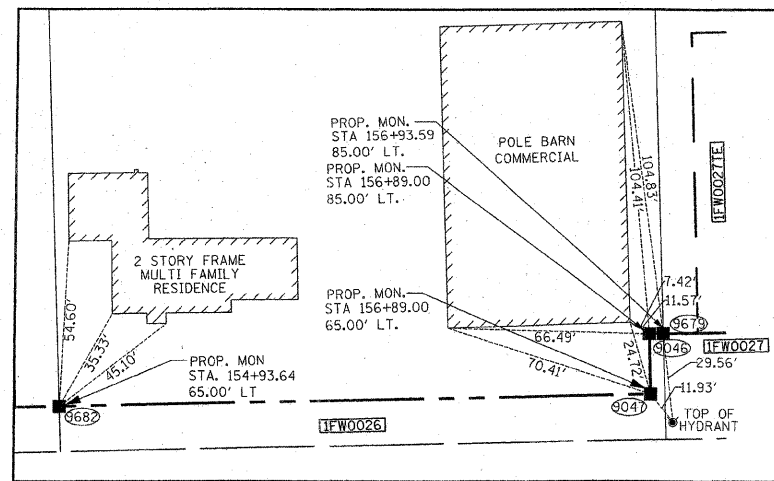 PROP. MON.
STA 156+93.59
85.00' LT.
PROP. MON.
STA 156+89.00
85.00' LT.
POLE BARN
COMMERCIAL
104.83'
104.41'
1FW0027TE
2 STORY FRAME
MULTI FAMILY
RESIDENCE
54.60'
35.33'
45.10'
PROP. MON.
STA 156+89.00
65.00' LT.
7.42'
11.57'
9679
9046
1FW0027
66.49'
70.41'
24.72'
29.56'
11.93'
PROP. MON
STA. 154+93.64
65.00' LT
9682
9047
TOP OF
HYDRANT
1FW0026